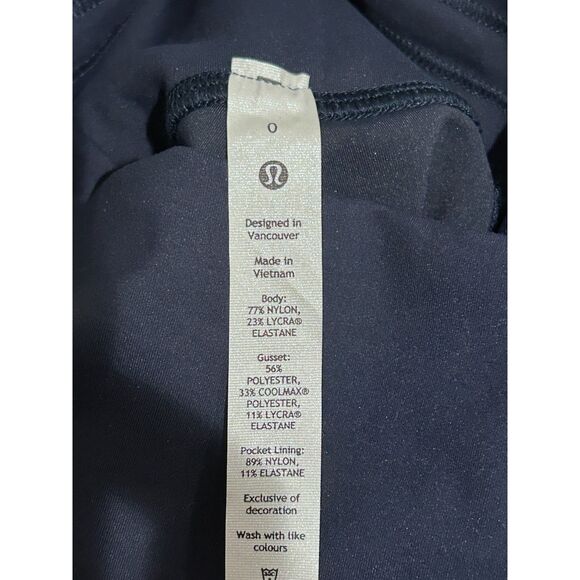 0
Designed in
Vancouver
Made in
Vietnam
Body:
77% NYLON,
23% LYCRA®
ELASTANE
Gusset:
56%
POLYESTER,
33% COOLMAX®
POLYESTER,
11% LYCRA®
ELASTANE
Pocket Lining:
89% NYLON,
11% ELASTANE
Exclusive of
decoration
Wash with like
colours